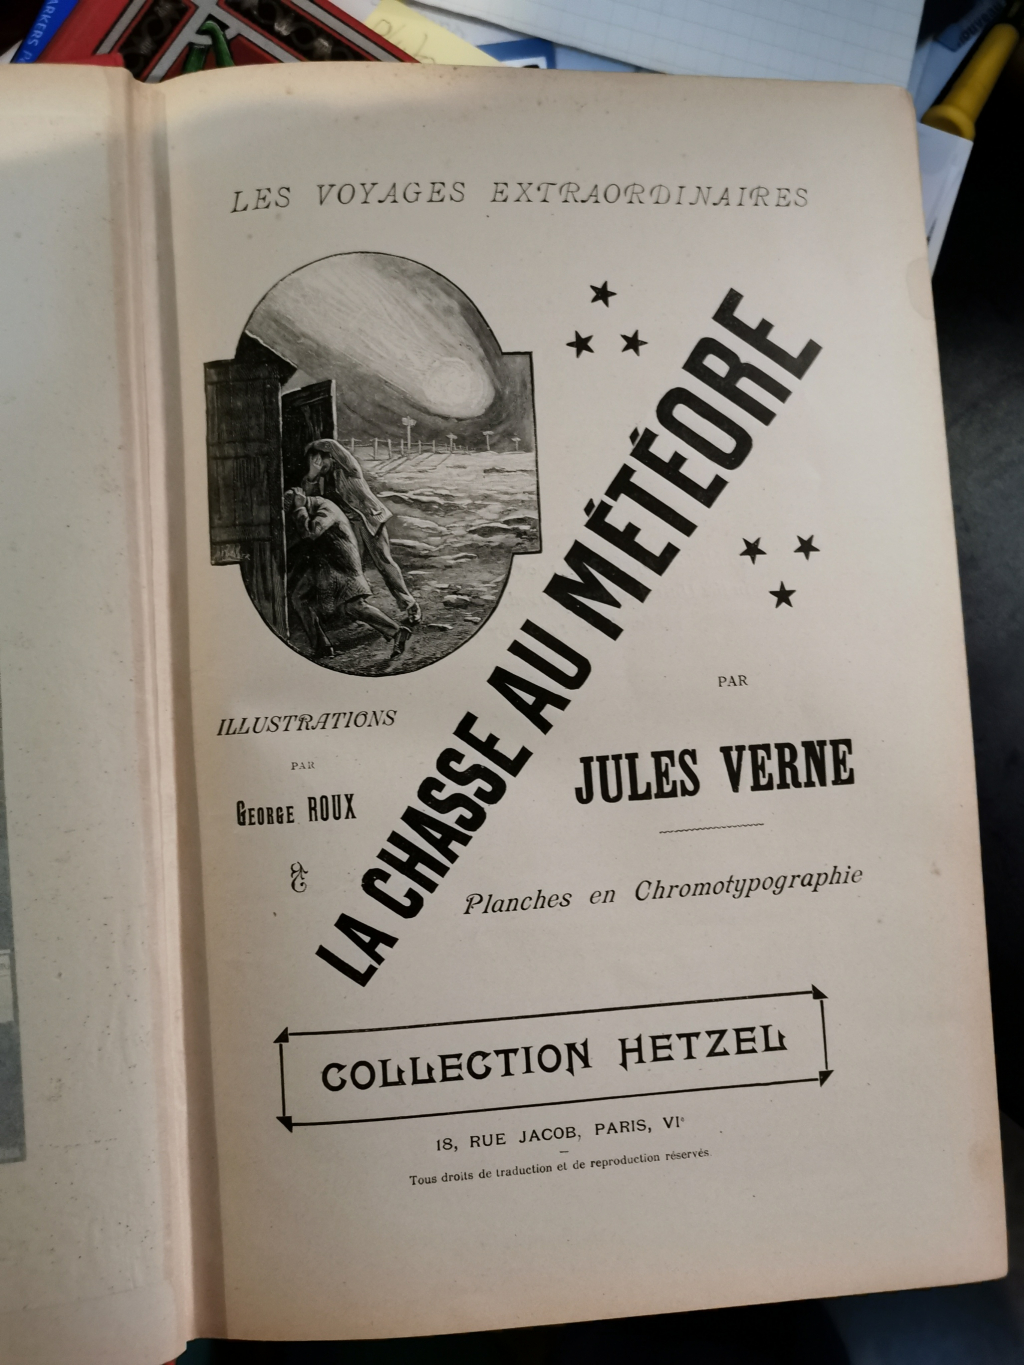 MARKERS P
LES VOYAGES EXTRAORDINAIRES
LA CHASSE AU MÉTÉORE
PAR
JULES VERNE
ILLUSTRATIONS
PAR
GEORGE ROUX
Planches en Chromotypographie
COLLECTION HETZEL
18, RUE JACOB, PARIS, VIe
Tous droits de traduction et de reproduction réservés.